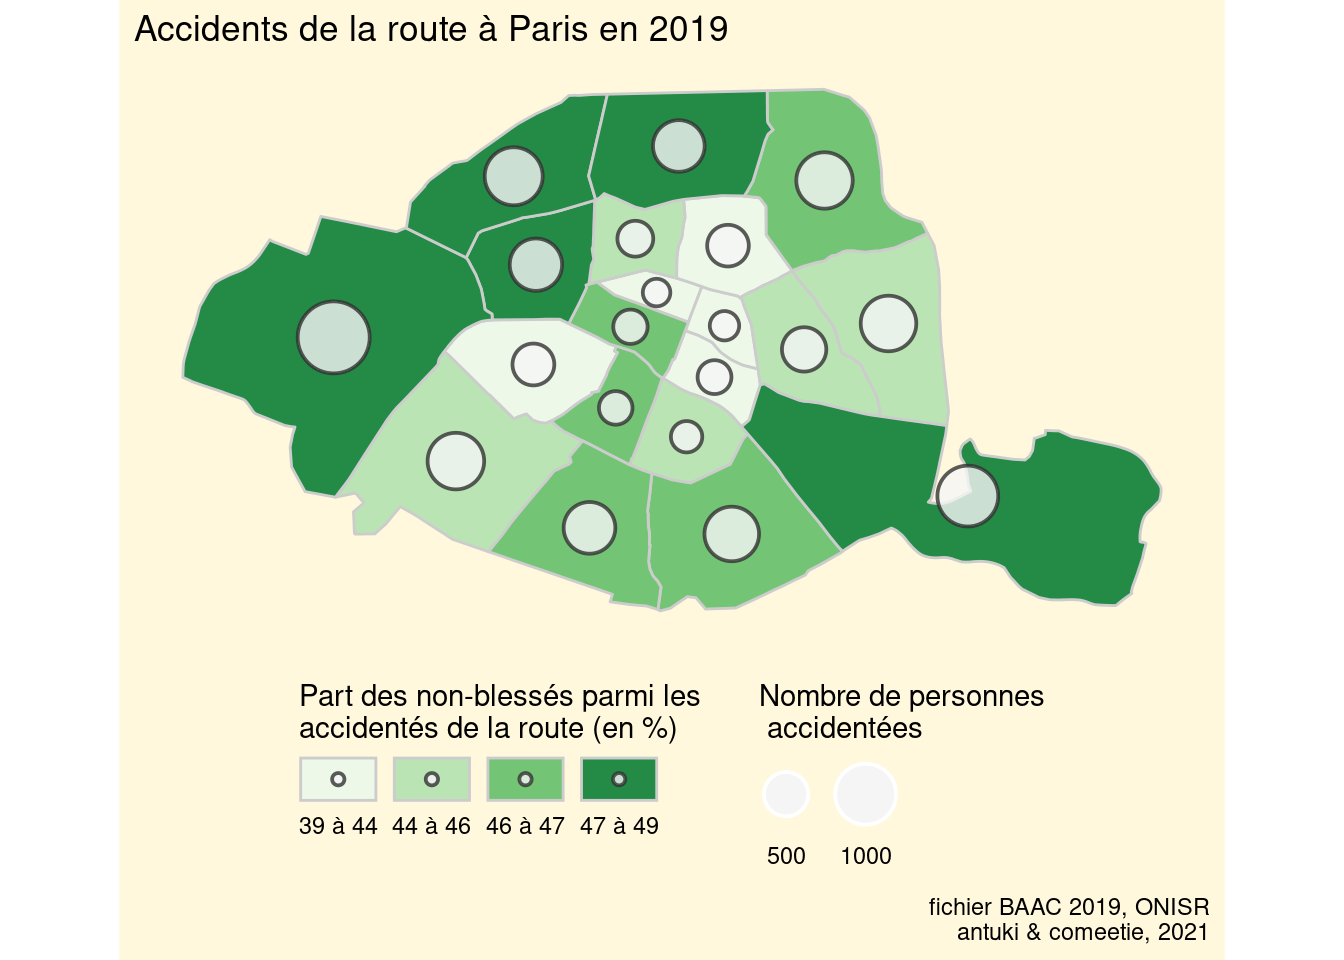 Accidents de la route à Paris en 2019
Part des non-blessés parmi les
accidentés de la route (en %)
39 à 44
44 à 46
46 à 47
47 à 49
Nombre de personnes
accidentées
500
1000
fichier BAAC 2019, ONISR
antuki & comeetie, 2021